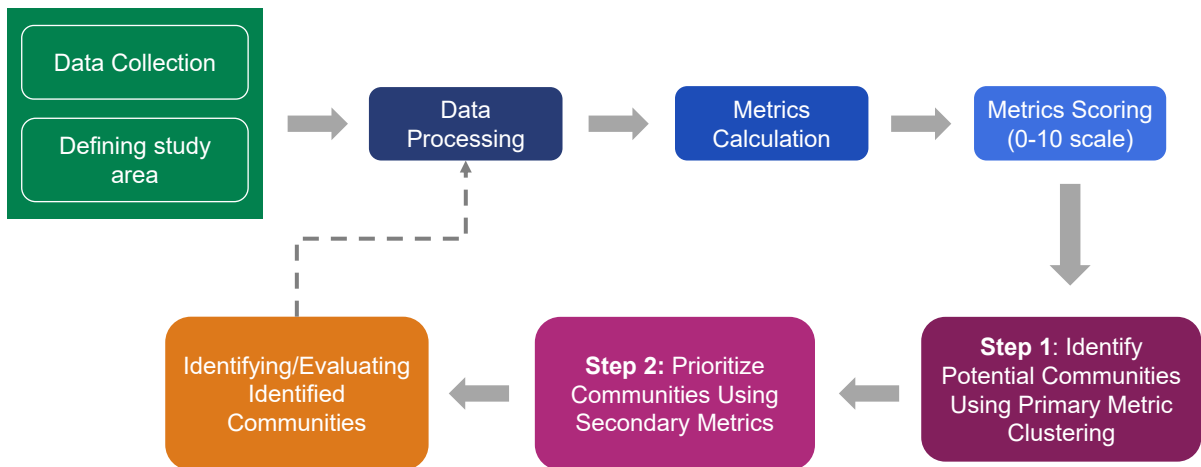 Data Collection
Defining study
area
Data
Processing
Metrics
Calculation
Metrics Scoring
(0-10 scale)
Step 1: Identify
Potential Communities
Using Primary Metric
Clustering
Step 2: Prioritize
Communities Using
Secondary Metrics
Identifying/Evaluating
Identified
Communities